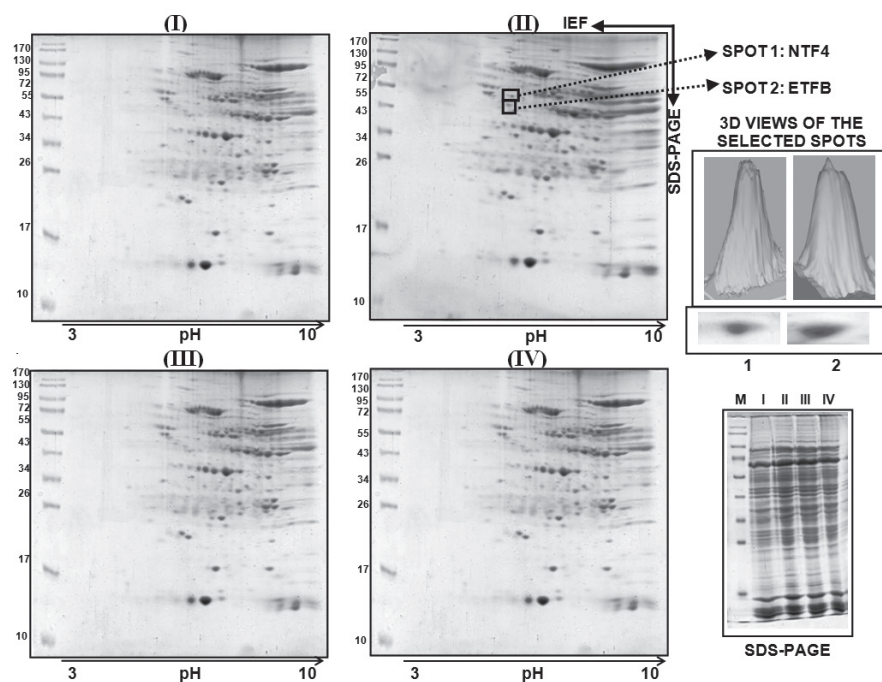 (I)
170
130
95
72
55
43
34
26
17
10
3 pH 10
(II)
IEF
SDS-PAGE
170
130
95
72
55
43
34
26
17
10
3 pH 10
SPOT 1: NTF4
SPOT 2: ETFB
3D VIEWS OF THE
SELECTED SPOTS
1 2
(III)
170
130
95
72
55
43
34
26
17
10
3 pH 10
(IV)
170
130
95
72
55
43
34
26
17
10
3 pH 10
M I II III IV
SDS-PAGE